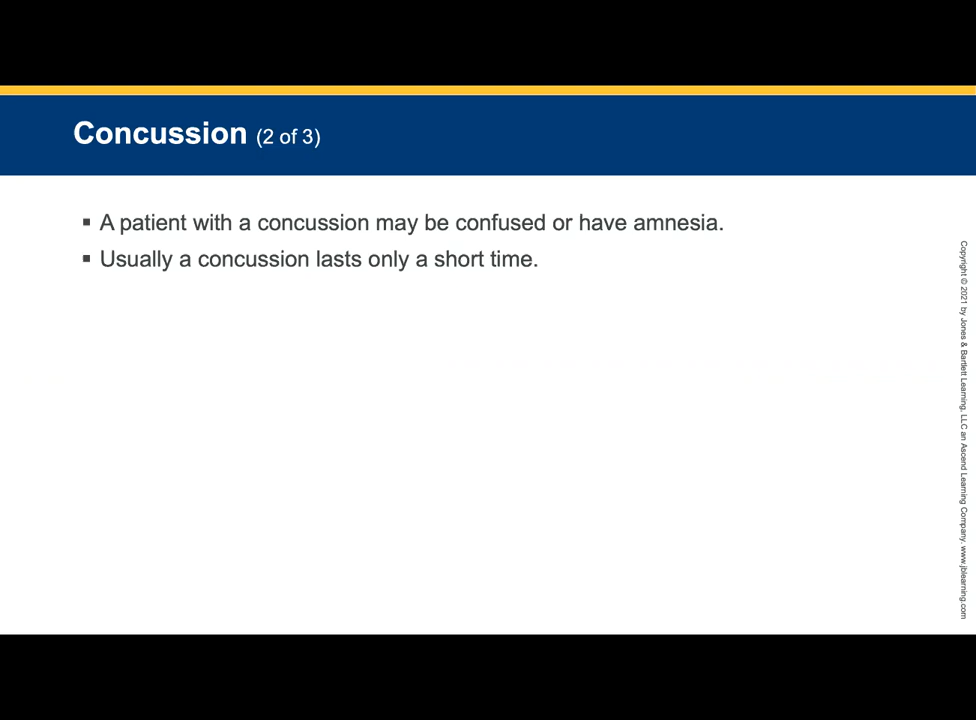 Concussion (2 of 3)
▪ A patient with a concussion may be confused or have amnesia.
▪ Usually a concussion lasts only a short time.
Copyright © 2021 by Jones & Bartlett Learning, LLC an Ascend Learning Company. www.jblearning.com